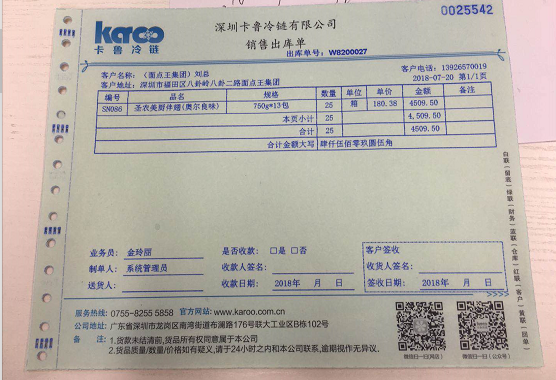 0025542
karco
卡鲁冷链
深圳卡鲁冷链有限公司
销售出库单
出库单号：W8200027
客户名称：（面点王集团）刘总 客户电话：13926570019
客户地址：深圳市福田区八卦岭八卦二路面点王集团 2018-07-20 第1/1页
编号 品名 规格 数量 单位 单价 金额 备注
SN086 圣农美厨伴翅(奥尔良味) 750g*13包 25 箱 180.38 4509.50
本页小计 25 4,509.50
合计 25 4509.50
合计金额大写 肆仟伍佰零玖圆伍角
白联（留底）绿联（财务）蓝联（仓库）红联（客户）黄联（回单）
业务员：金玲丽 是否收款：□是 □否 客户签收
制单人：系统管理员 收款人签名： 收货人签名：
送货人： 收款日期：2018年 月 日 签收日期：2018年 月 日
服务热线：0755-8255 5858 官方网站：www.karoo.com.cn
公司地址：广东省深圳市龙岗区南湾街道布澜路176号联大工业区B栋102号
备 注：1.货款未结清前,货品所有权同意属于本公司
2.货品质量/数量/价格如有疑义,请于24小时之内和本公司联系,逾期视作无异议.
微信扫一扫(网店) 微信扫一扫(公众号)